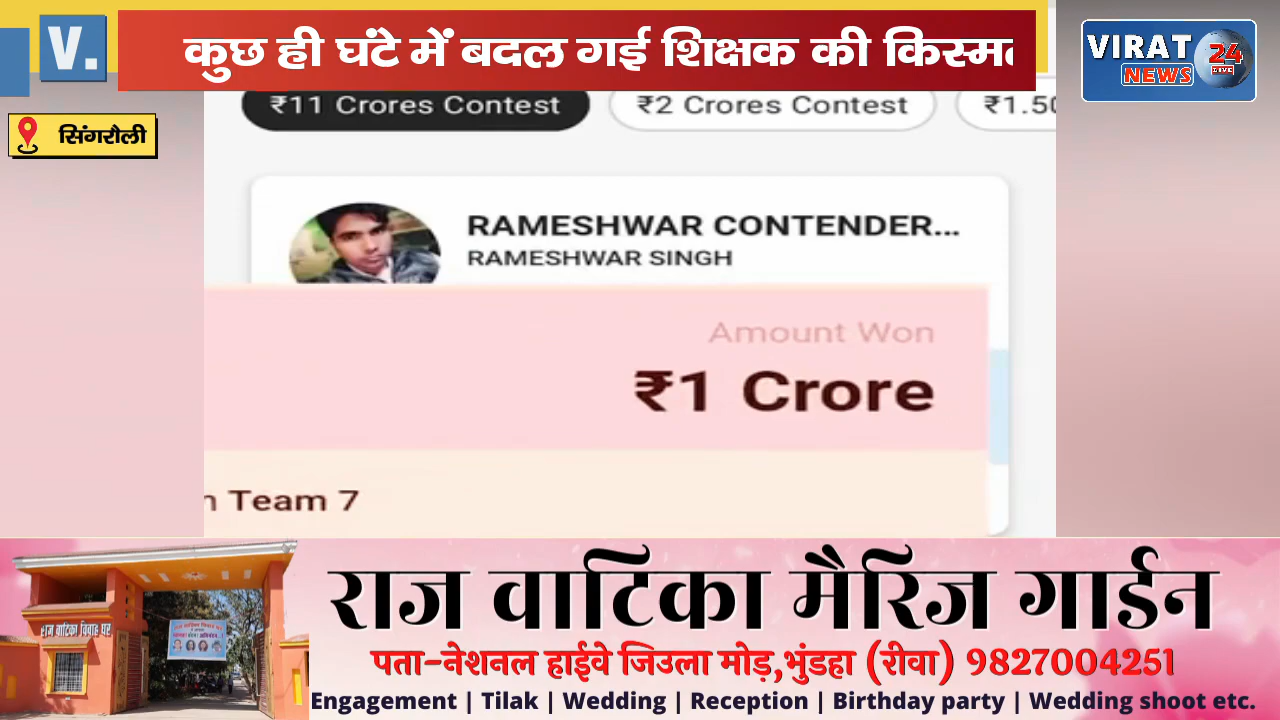 V.
कुछ ही घंटे में बदल गई शिक्षक की
VIRAT 24
NEWS LIVE
सिंगरौली
₹11 Crores Contest
₹2 Crores Contest
RAMESHWAR CONTENDER...
RAMESHWAR SINGH
Amount Won
₹1 Crore
Team 7
राज वाटिका विवाह घर
राज वाटिका मैरिज गार्डन
पता-नेशनल हाईवे जिउला मोड़,भुंडहा (रीवा) 9827004251
Engagement | Tilak | Wedding | Reception | Birthday party | Wedding shoot etc.